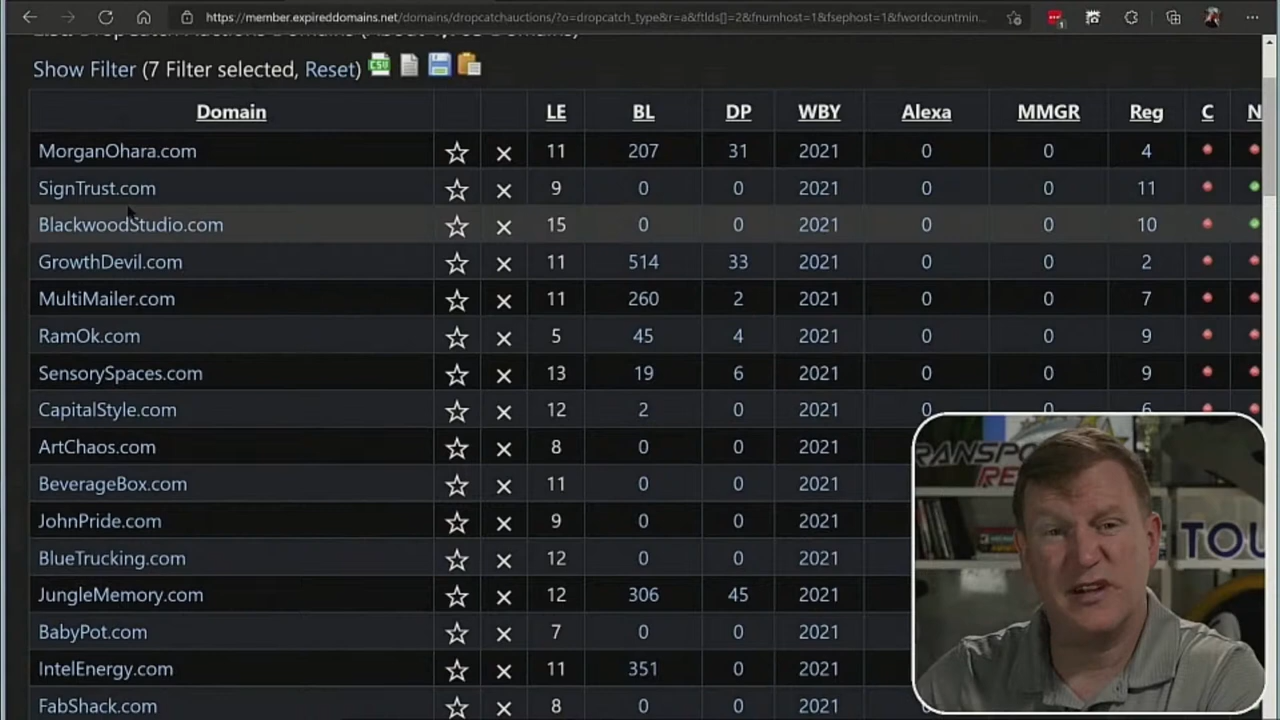 https://member.expireddomains.net/domains/dropcatchauctions/?o=dropcatch_type&r=a&ftlds[]=2&fnumhost=1&fsephost=1&fwordcountmin...
Show Filter (7 Filter selected, Reset) CSV
Domain LE BL DP WBY Alexa MMGR Reg C N
MorganOhara.com 11 207 31 2021 0 0 4
SignTrust.com 9 0 0 2021 0 0 11
BlackwoodStudio.com 15 0 0 2021 0 0 10
GrowthDevil.com 11 514 33 2021 0 0 2
MultiMailer.com 11 260 2 2021 0 0 7
RamOk.com 5 45 4 2021 0 0 9
SensorySpaces.com 13 19 6 2021 0 0 9
CapitalStyle.com 12 2 0 2021 0 0 6
ArtChaos.com 8 0 0 2021
BeverageBox.com 11 0 0 2021
JohnPride.com 9 0 0 2021
BlueTrucking.com 12 0 0 2021
JungleMemory.com 12 306 45 2021
BabyPot.com 7 0 0 2021
IntelEnergy.com 11 351 0 2021
FabShack.com 8 0 0 2021
TRANSPO
RE
TOU